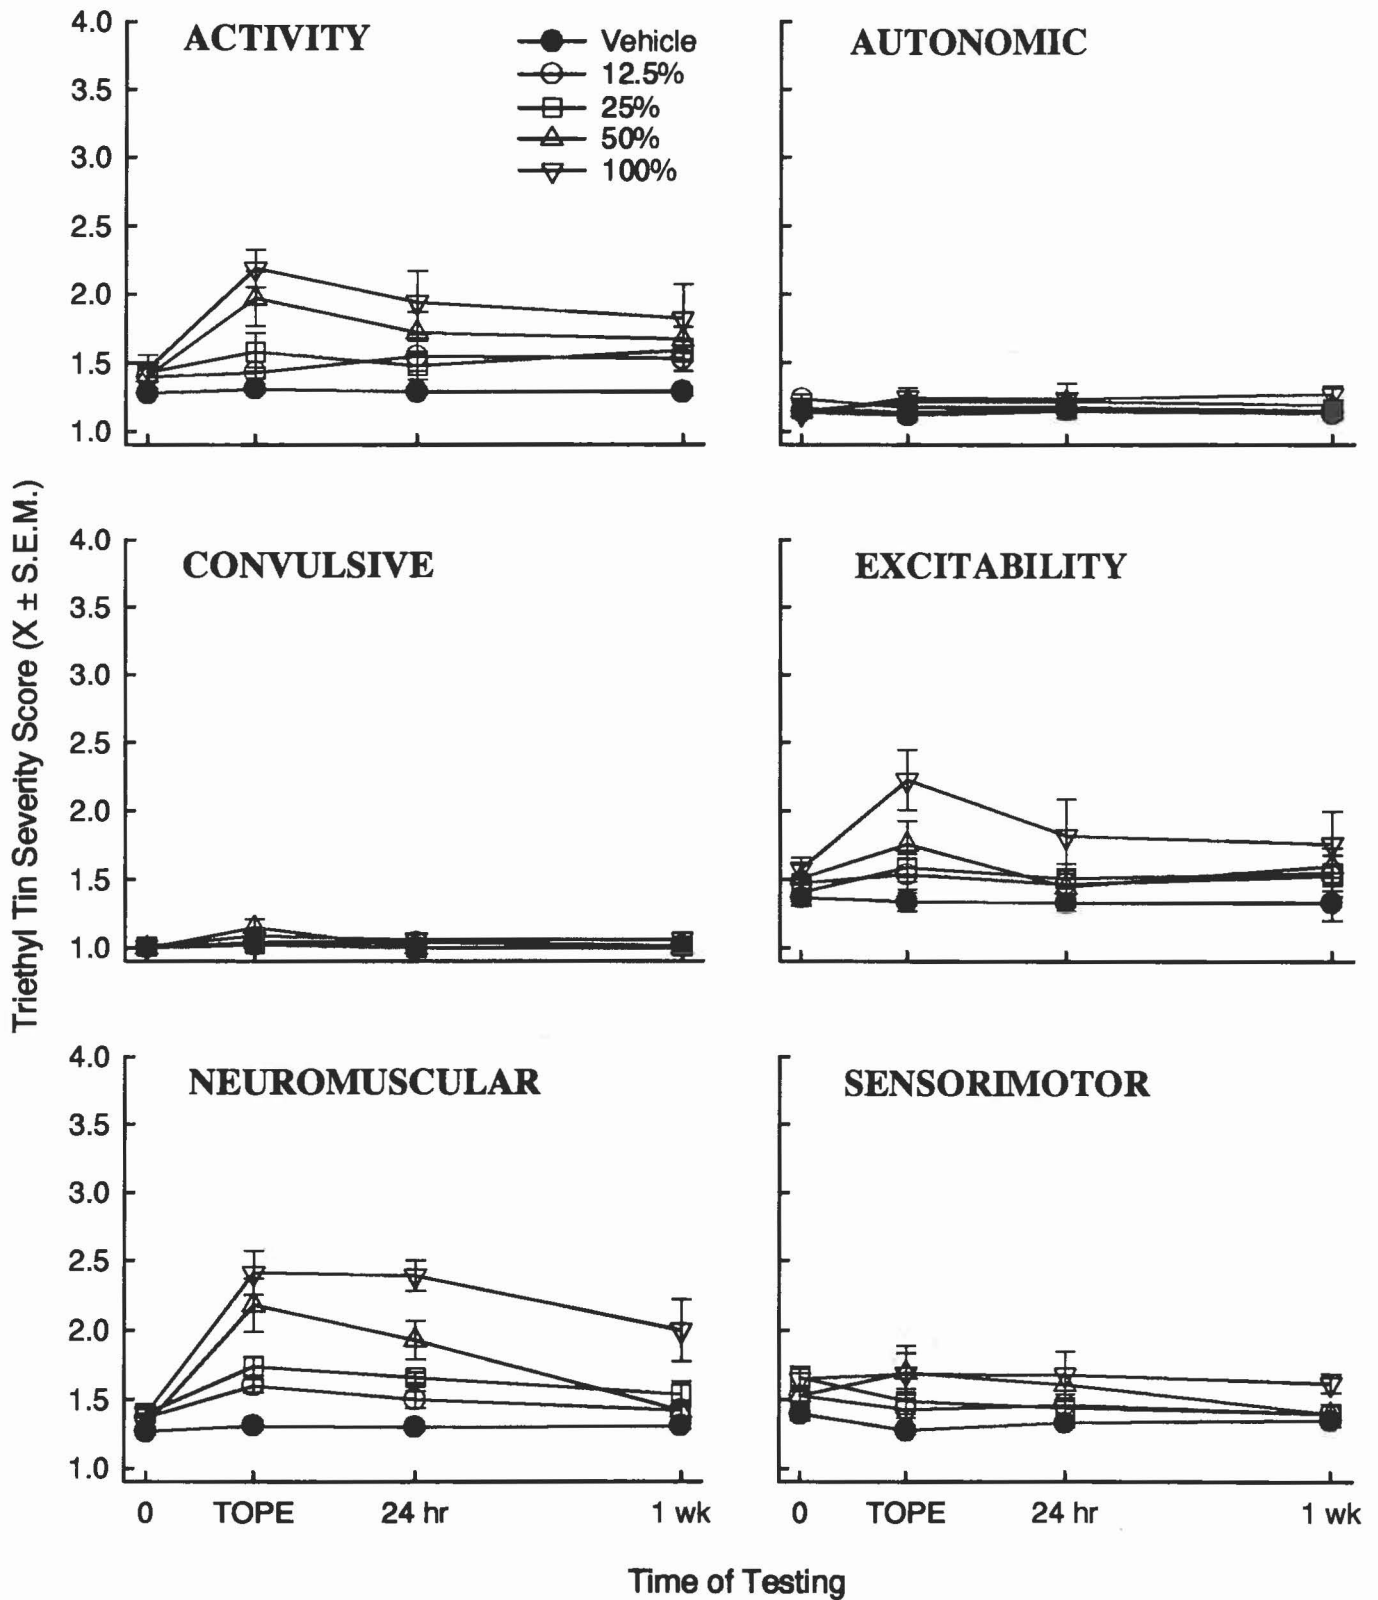 ACTIVITY
Vehicle
12.5%
25%
50%
100%
4.0
3.5
3.0
2.5
2.0
1.5
1.0
AUTONOMIC
CONVULSIVE
4.0
3.5
3.0
2.5
2.0
1.5
1.0
EXCITABILITY
Triethyl Tin Severity Score (X ± S.E.M.)
NEUROMUSCULAR
4.0
3.5
3.0
2.5
2.0
1.5
1.0
0 TOPE 24 hr 1 wk
SENSORIMOTOR
0 TOPE 24 hr 1 wk
Time of Testing